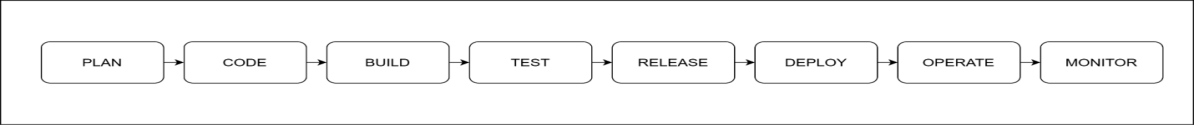 PLAN CODE BUILD TEST RELEASE DEPLOY OPERATE MONITOR